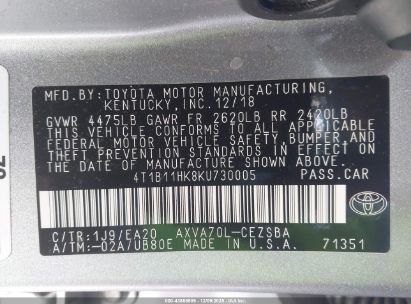 MFD.BY:TOYOTA MOTOR MANUFACTURING,
KENTUCKY, INC. 12/18
GVWR 4475LB GAWR FR 2620LB RR 2420LB
THIS VEHICLE CONFORMS TO ALL APPLICABLE
FEDERAL MOTOR VEHICLE SAFETY, BUMPER, AND
THEFT PREVENTION STANDARDS IN EFFECT ON
THE DATE OF MANUFACTURE SHOWN ABOVE.
4T1B11HK8KU730005 PASS.CAR
C/TR:1J9/EA20 AXVA70L-CEZSBA
A/TM:-02A/UB80E MADE IN U.S.A. 71351